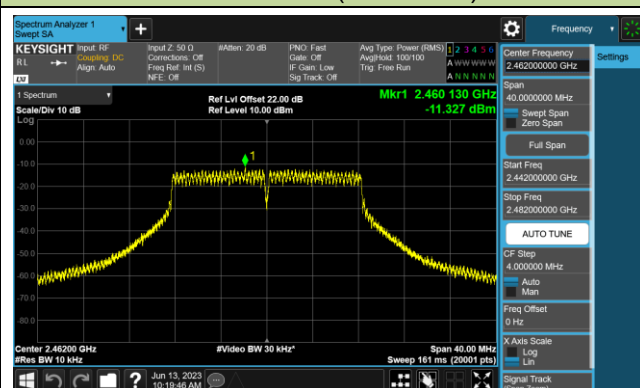 Spectrum Analyzer 1
Swept SA
+
Frequency
KEYSIGHT
RL
LXI
Input: RF
Coupling: DC
Align: Auto
Input Z: 50 Ω
Corrections: Off
Freq Ref: Int (S)
NFE: Off
#Atten: 20 dB
PNO: Fast
Gate: Off
IF Gain: Low
Sig Track: Off
Avg Type: Power (RMS)
Avg|Hold: 100/100
Trig: Free Run
1 2 3 4 5 6
A W W W W W
A N N N N N
1 Spectrum
Scale/Div 10 dB
Log
Ref Lvl Offset 22.00 dB
Ref Level 10.00 dBm
Mkr1 2.460 130 GHz
-11.327 dBm
1
0.00
-10.0
-20.0
-30.0
-40.0
-50.0
-60.0
-70.0
-80.0
Center 2.46200 GHz
#Res BW 10 kHz
#Video BW 30 kHz*
Span 40.00 MHz
Sweep 161 ms (20001 pts)
Jun 13, 2023
10:19:46 AM
Center Frequency
2.462000000 GHz
Span
40.0000000 MHz
Swept Span
Zero Span
Full Span
Start Freq
2.442000000 GHz
Stop Freq
2.482000000 GHz
AUTO TUNE
CF Step
4.000000 MHz
Auto
Man
Freq Offset
0 Hz
X Axis Scale
Log
Lin
Signal Track
Settings